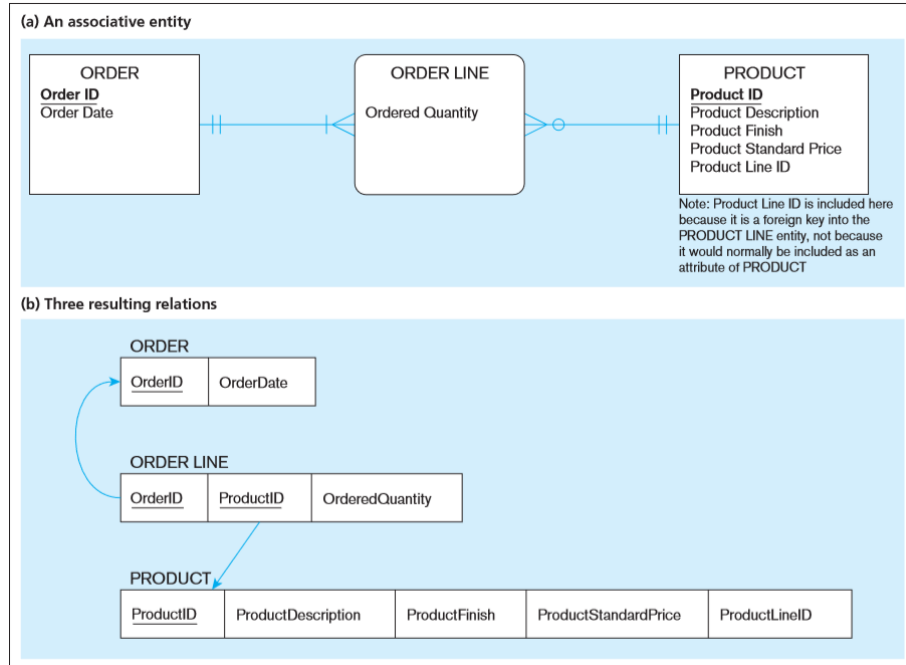 (a) An associative entity
ORDER
Order ID
Order Date
ORDER LINE
Ordered Quantity
PRODUCT
Product ID
Product Description
Product Finish
Product Standard Price
Product Line ID
Note: Product Line ID is included here
because it is a foreign key into the
PRODUCT LINE entity, not because
it would normally be included as an
attribute of PRODUCT
(b) Three resulting relations
ORDER
OrderID OrderDate
ORDER LINE
OrderID ProductID OrderedQuantity
PRODUCT
ProductID ProductDescription ProductFinish ProductStandardPrice ProductLineID